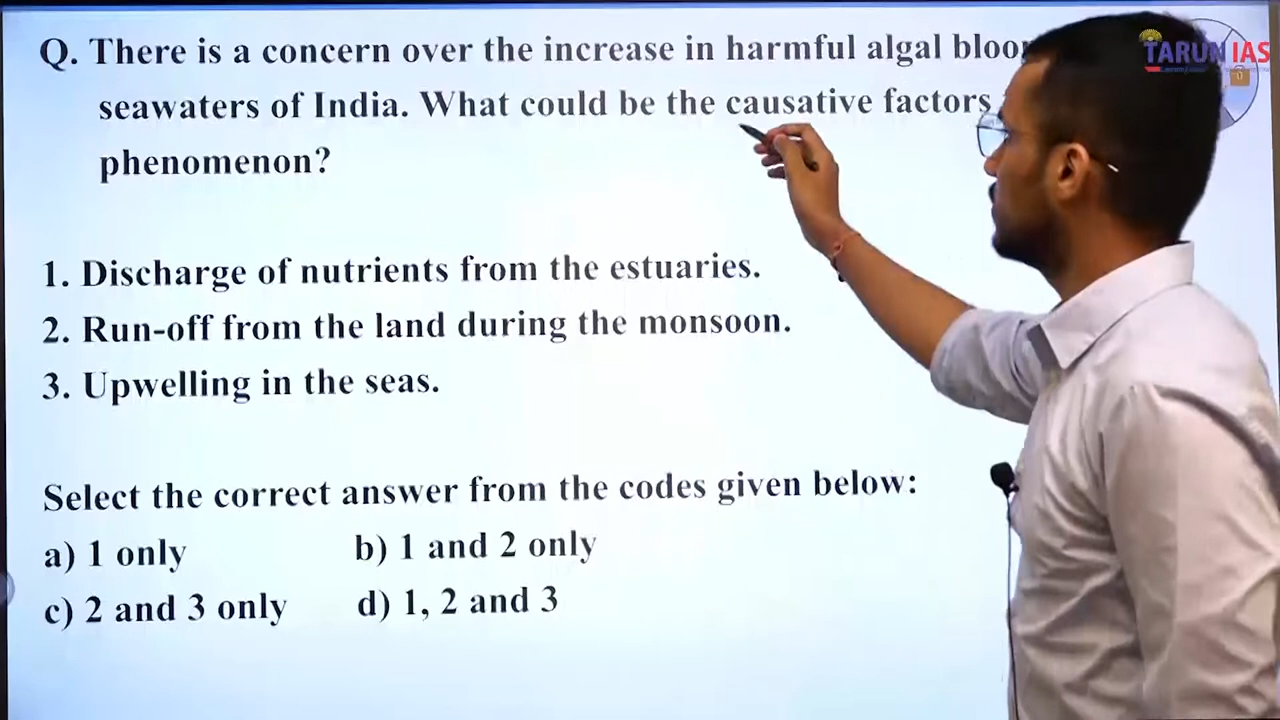 Q. There is a concern over the increase in harmful algal
seawaters of India. What could be the causative factors
phenomenon?
1. Discharge of nutrients from the estuaries.
2. Run-off from the land during the monsoon.
3. Upwelling in the seas.
Select the correct answer from the codes given below:
a) 1 only b) 1 and 2 only
c) 2 and 3 only d) 1, 2 and 3
TARUN IAS